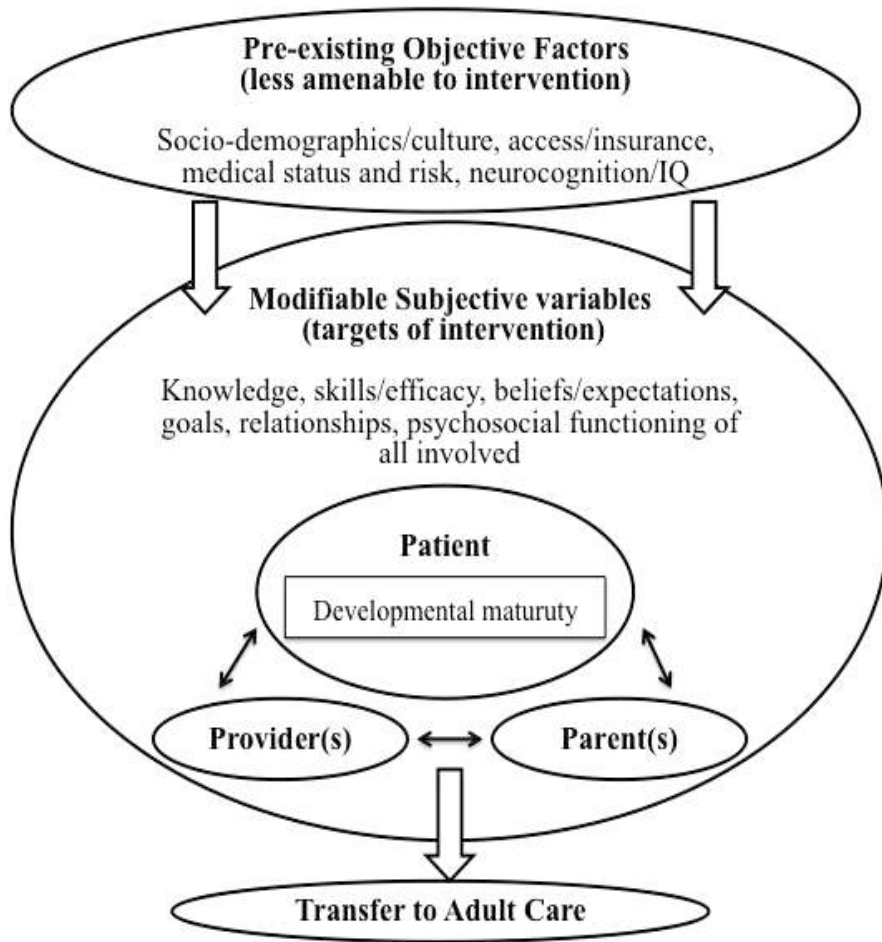 Pre-existing Objective Factors
(less amenable to intervention)
Socio-demographics/culture, access/insurance,
medical status and risk, neurocognition/IQ
Modifiable Subjective variables
(targets of intervention)
Knowledge, skills/efficacy, beliefs/expectations,
goals, relationships, psychosocial functioning of
all involved
Patient
Developmental maturuty
Provider(s)
Parent(s)
Transfer to Adult Care